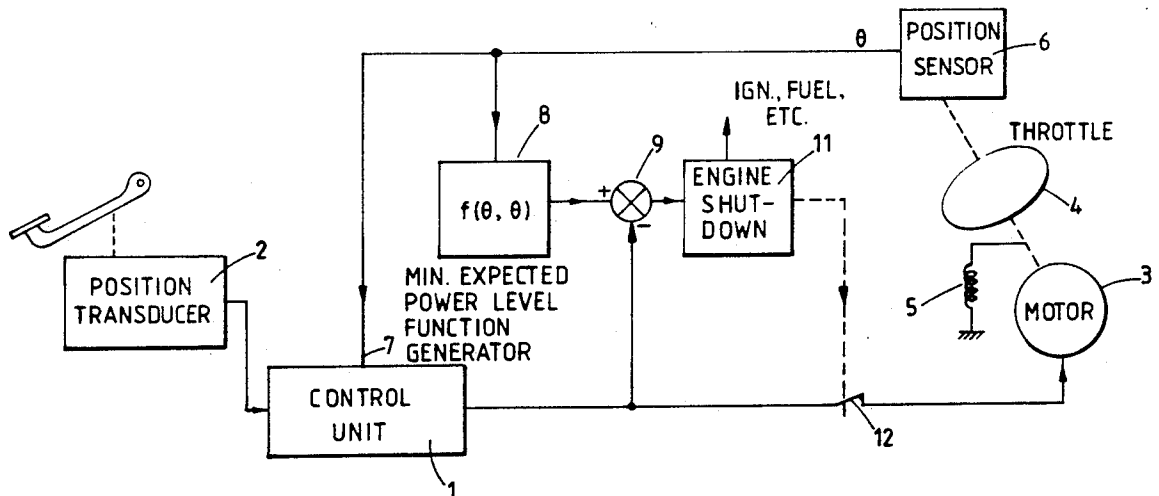 POSITION
SENSOR
6
θ
IGN., FUEL,
ETC.
THROTTLE
8
9
11
ENGINE
SHUT-
DOWN
4
f(θ, θ)
+
-
2
POSITION
TRANSDUCER
MIN. EXPECTED
POWER LEVEL
FUNCTION
GENERATOR
5
3
MOTOR
7
CONTROL
UNIT
12
1